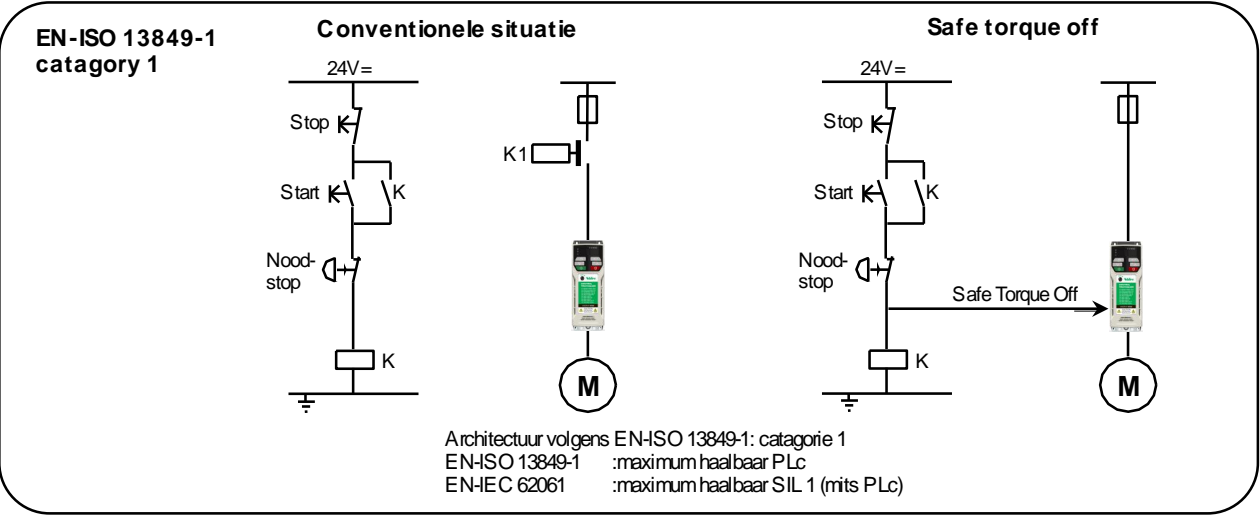 EN-ISO 13849-1
catagory 1
Conventionele situatie
24V=
Stop
Start
K
Nood-
stop
K
K1
M
Safe torque off
24V=
Stop
Start
K
Nood-
stop
Safe Torque Off
K
M
Architectuur volgens EN-ISO 13849-1: catagorie 1
EN-ISO 13849-1 :maximum haalbaar PLc
EN-IEC 62061 :maximum haalbaar SIL 1 (mits PLc)